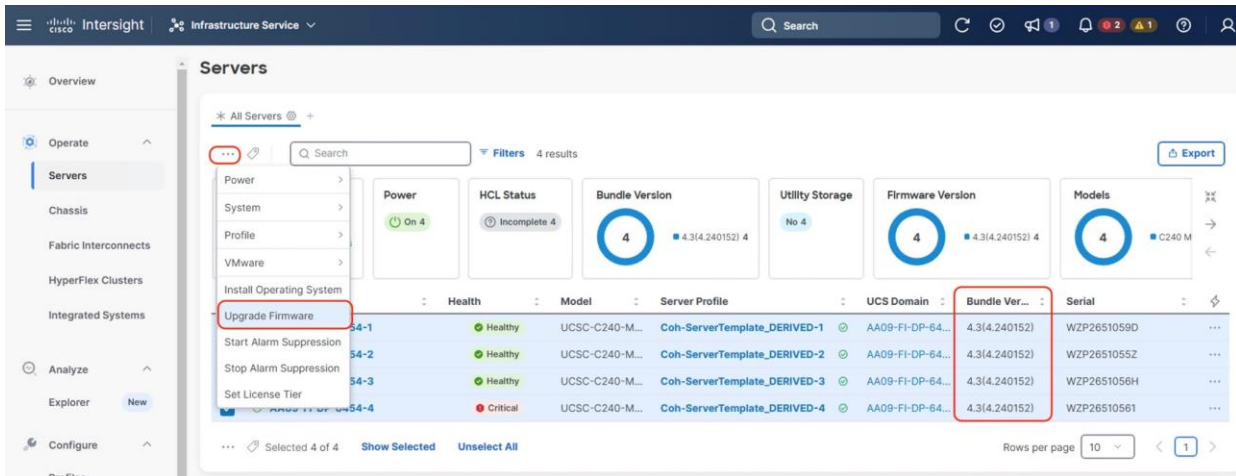 cisco Intersight Infrastructure Service Search 1 2 1
Overview
Operate
Servers
Chassis
Fabric Interconnects
HyperFlex Clusters
Integrated Systems
Analyze
Explorer New
Configure
Servers
All Servers +
... Search Filters 4 results Export
Power
System
Profile
VMware
Install Operating System
Upgrade Firmware
Start Alarm Suppression
Stop Alarm Suppression
Set License Tier
Power
On 4
HCL Status
Incomplete 4
Bundle Version
4 4.3(4.240152) 4
Utility Storage
No 4
Firmware Version
4 4.3(4.240152) 4
Models
4 C240 M
Health Model Server Profile UCS Domain Bundle Ver... Serial
54-1 Healthy UCSC-C240-M... Coh-ServerTemplate_DERIVED-1 AA09-FI-DP-64... 4.3(4.240152) WZP2651059D ...
54-2 Healthy UCSC-C240-M... Coh-ServerTemplate_DERIVED-2 AA09-FI-DP-64... 4.3(4.240152) WZP2651055Z ...
54-3 Healthy UCSC-C240-M... Coh-ServerTemplate_DERIVED-3 AA09-FI-DP-64... 4.3(4.240152) WZP2651056H ...
54-4 Critical UCSC-C240-M... Coh-ServerTemplate_DERIVED-4 AA09-FI-DP-64... 4.3(4.240152) WZP26510561 ...
... Selected 4 of 4 Show Selected Unselect All Rows per page 10 1